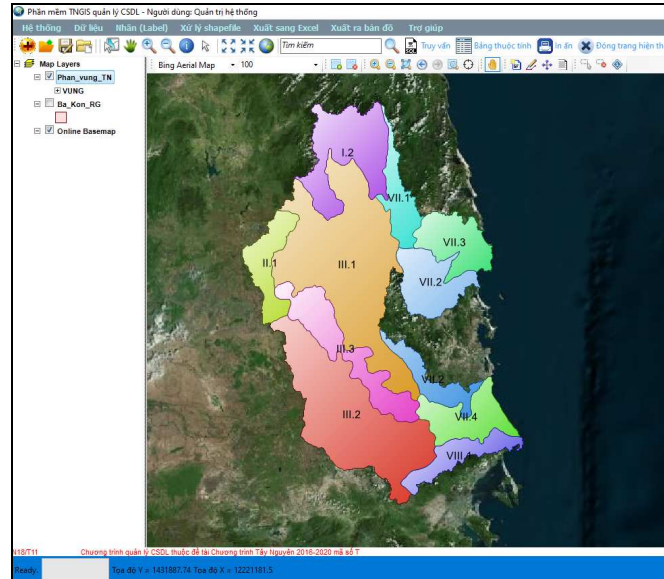 Phần mềm TNGIS quản lý CSDL - Người dùng: Quản trị hệ thống
Hệ thống Dữ liệu Nhãn (Label) Xử lý shapefile Xuất sang Excel Xuất ra bản đồ Trợ giúp
Tìm kiếm Truy vấn Bảng thuộc tính In ấn Đóng trang hiện th
Map Layers
Bing Aerial Map - 100
Phan_vung_TN
VUNG
Ba_Kon_RG
Online Basemap
I.2
VII.1
VII.3
II.1
III.1
VII.2
III.3
VII.2
III.2
VII.4
VIII.1
N18/T11 Chương trình quản lý CSDL thuộc đề tài Chương trình Tây Nguyên 2016-2020 mã số T
Ready. Tọa độ Y = 1431887.74 Tọa độ X = 12221181.5